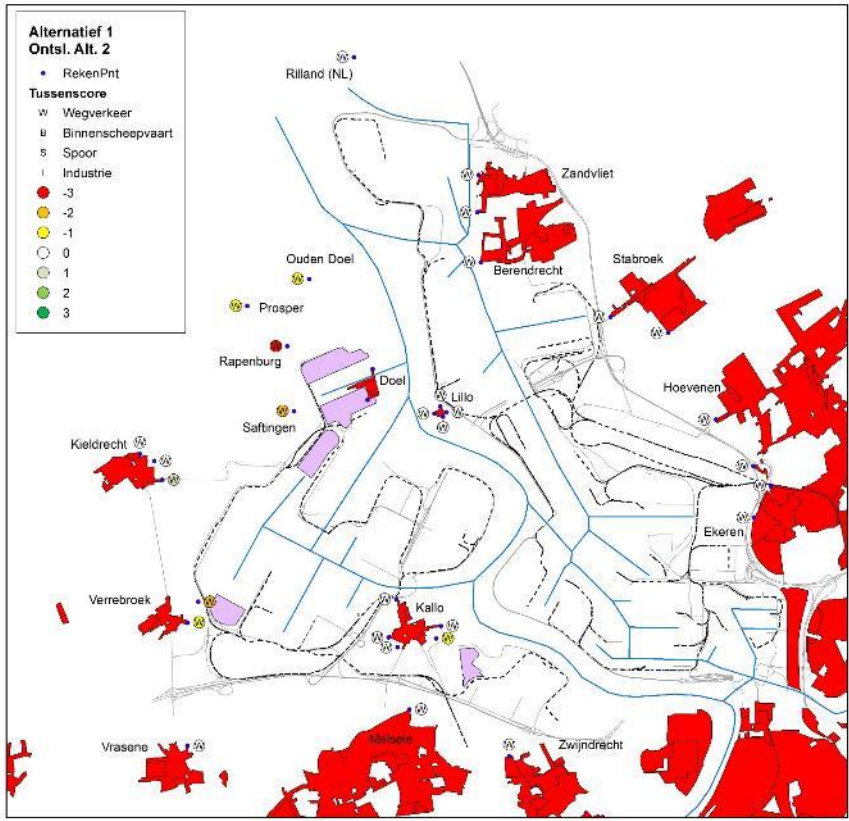 Alternatief 1
Ontsl. Alt. 2
RekenPnt
Tussenscore
W Wegverkeer
B Binnenscheepvaart
S Spoor
I Industrie
-3
-2
-1
0
1
2
3
W
Rilland (NL)
W
Zandvliet
W
W
Berendrecht
Stabroek
W
W
Ouden Doel
W
W
Prosper
W
Rapenburg
Doel
W
Saftingen
W
Lillo
W
W
W
Hoevenen
W
Kieldrecht
W
W
W
W
W
W
Ekeren
Verrebroek
W
W
Kallo
W
W
W
W
Vrasene
W
Melsele
W
W
Zwijndrecht